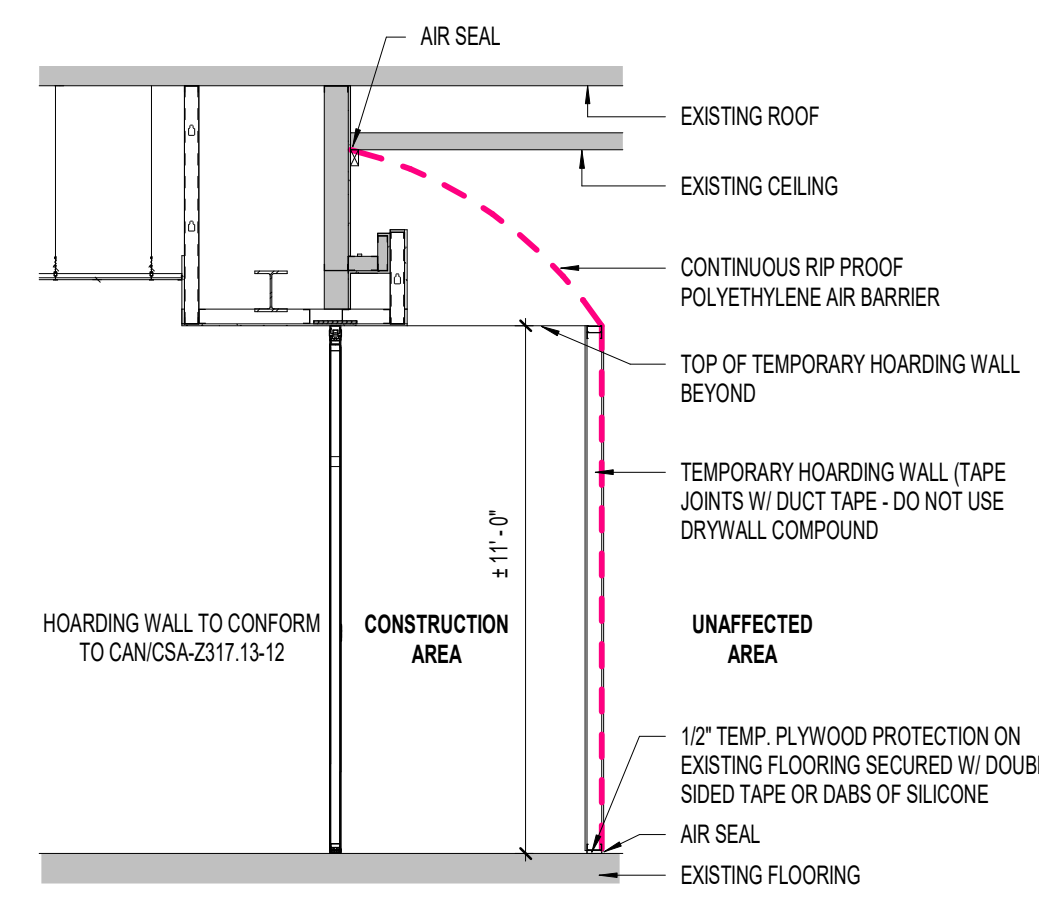 AIR SEAL
EXISTING ROOF
EXISTING CEILING
CONTINUOUS RIP PROOF
POLYETHYLENE AIR BARRIER
TOP OF TEMPORARY HOARDING WALL
BEYOND
TEMPORARY HOARDING WALL (TAPE
JOINTS W/ DUCT TAPE - DO NOT USE
DRYWALL COMPOUND
± 11' - 0"
HOARDING WALL TO CONFORM
TO CAN/CSA-Z317.13-12
CONSTRUCTION
AREA
UNAFFECTED
AREA
1/2" TEMP. PLYWOOD PROTECTION ON
EXISTING FLOORING SECURED W/ DOUB
SIDED TAPE OR DABS OF SILICONE
AIR SEAL
EXISTING FLOORING